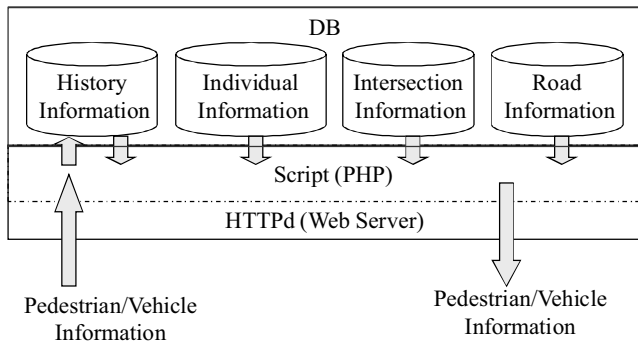 DB
History
Information
Individual
Information
Intersection
Information
Road
Information
Script (PHP)
HTTPd (Web Server)
Pedestrian/Vehicle
Information
Pedestrian/Vehicle
Information